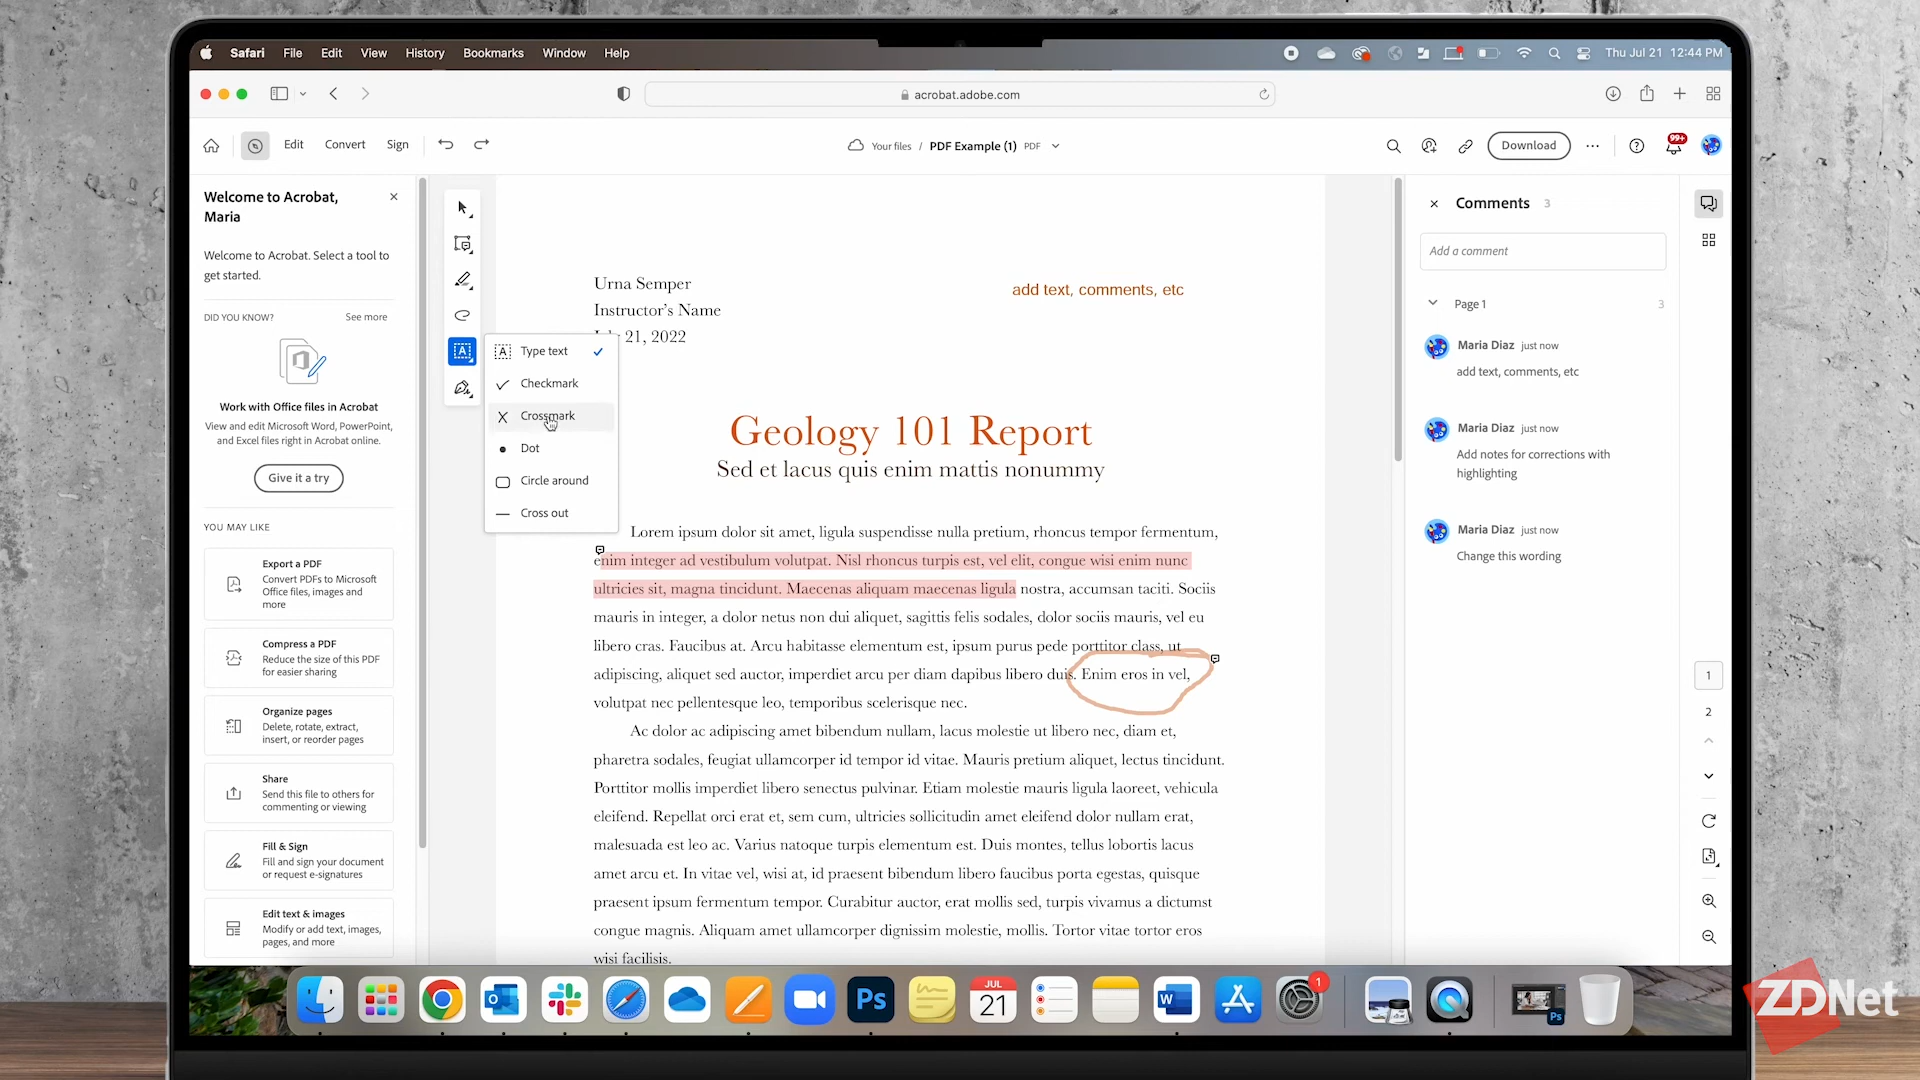 Safari File Edit View History Bookmarks Window Help
Thu Jul 21 12:44 PM
acrobat.adobe.com
Edit Convert Sign
Your files / PDF Example (1) PDF
Download
99+
Welcome to Acrobat,
Maria
Welcome to Acrobat. Select a tool to
get started.
DID YOU KNOW? See more
Work with Office files in Acrobat
View and edit Microsoft Word, PowerPoint,
and Excel files right in Acrobat online.
Give it a try
YOU MAY LIKE
Export a PDF
Convert PDFs to Microsoft
Office files, images and
more
Compress a PDF
Reduce the size of this PDF
for easier sharing
Organize pages
Delete, rotate, extract,
insert, or reorder pages
Share
Send this file to others for
commenting or viewing
Fill & Sign
Fill and sign your document
or request e-signatures
Edit text & images
Modify or add text, images,
pages, and more
A
A Type text
Checkmark
Crossmark
Dot
Circle around
Cross out
Urna Semper
Instructor's Name
21, 2022
add text, comments, etc
Geology 101 Report
Sed et lacus quis enim mattis nonummy
Lorem ipsum dolor sit amet, ligula suspendisse nulla pretium, rhoncus tempor fermentum,
enim integer ad vestibulum volutpat. Nisl rhoncus turpis est, vel elit, congue wisi enim nunc
ultricies sit, magna tincidunt. Maecenas aliquam maecenas ligula nostra, accumsan taciti. Sociis
mauris in integer, a dolor netus non dui aliquet, sagittis felis sodales, dolor sociis mauris, vel eu
libero cras. Faucibus at. Arcu habitasse elementum est, ipsum purus pede porttitor class, ut
adipiscing, aliquet sed auctor, imperdiet arcu per diam dapibus libero duis. Enim eros in vel,
volutpat nec pellentesque leo, temporibus scelerisque nec.
Ac dolor ac adipiscing amet bibendum nullam, lacus molestie ut libero nec, diam et,
pharetra sodales, feugiat ullamcorper id tempor id vitae. Mauris pretium aliquet, lectus tincidunt.
Porttitor mollis imperdiet libero senectus pulvinar. Etiam molestie mauris ligula laoreet, vehicula
eleifend. Repellat orci erat et, sem cum, ultricies sollicitudin amet eleifend dolor nullam erat,
malesuada est leo ac. Varius natoque turpis elementum est. Duis montes, tellus lobortis lacus
amet arcu et. In vitae vel, wisi at, id praesent bibendum libero faucibus porta egestas, quisque
praesent ipsum fermentum tempor. Curabitur auctor, erat mollis sed, turpis vivamus a dictumst
congue magnis. Aliquam amet ullamcorper dignissim molestie, mollis. Tortor vitae tortor eros
wisi facilisis.
Comments 3
Add a comment
Page 1 3
Maria Diaz just now
add text, comments, etc
Maria Diaz just now
Add notes for corrections with
highlighting
Maria Diaz just now
Change this wording
1
2
Ps
JUL
21
W
1
Ps
ZDNet